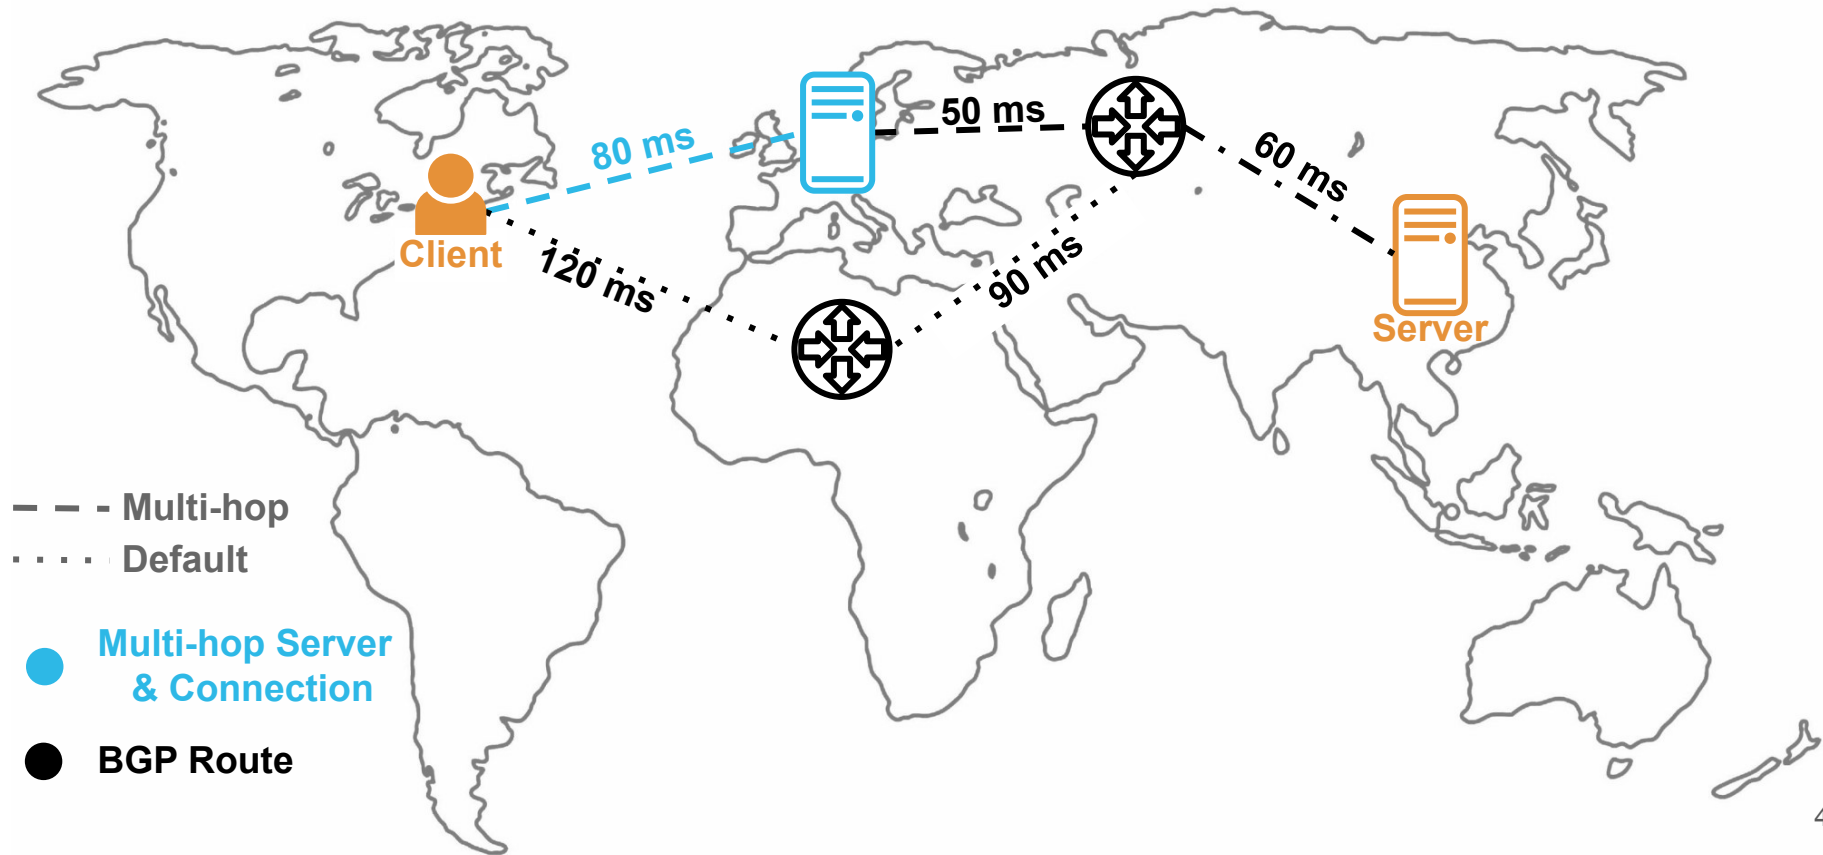 50 ms
80 ms
60 ms
Client
120 ms
90 ms
Server
Multi-hop
Default
Multi-hop Server
& Connection
BGP Route
4